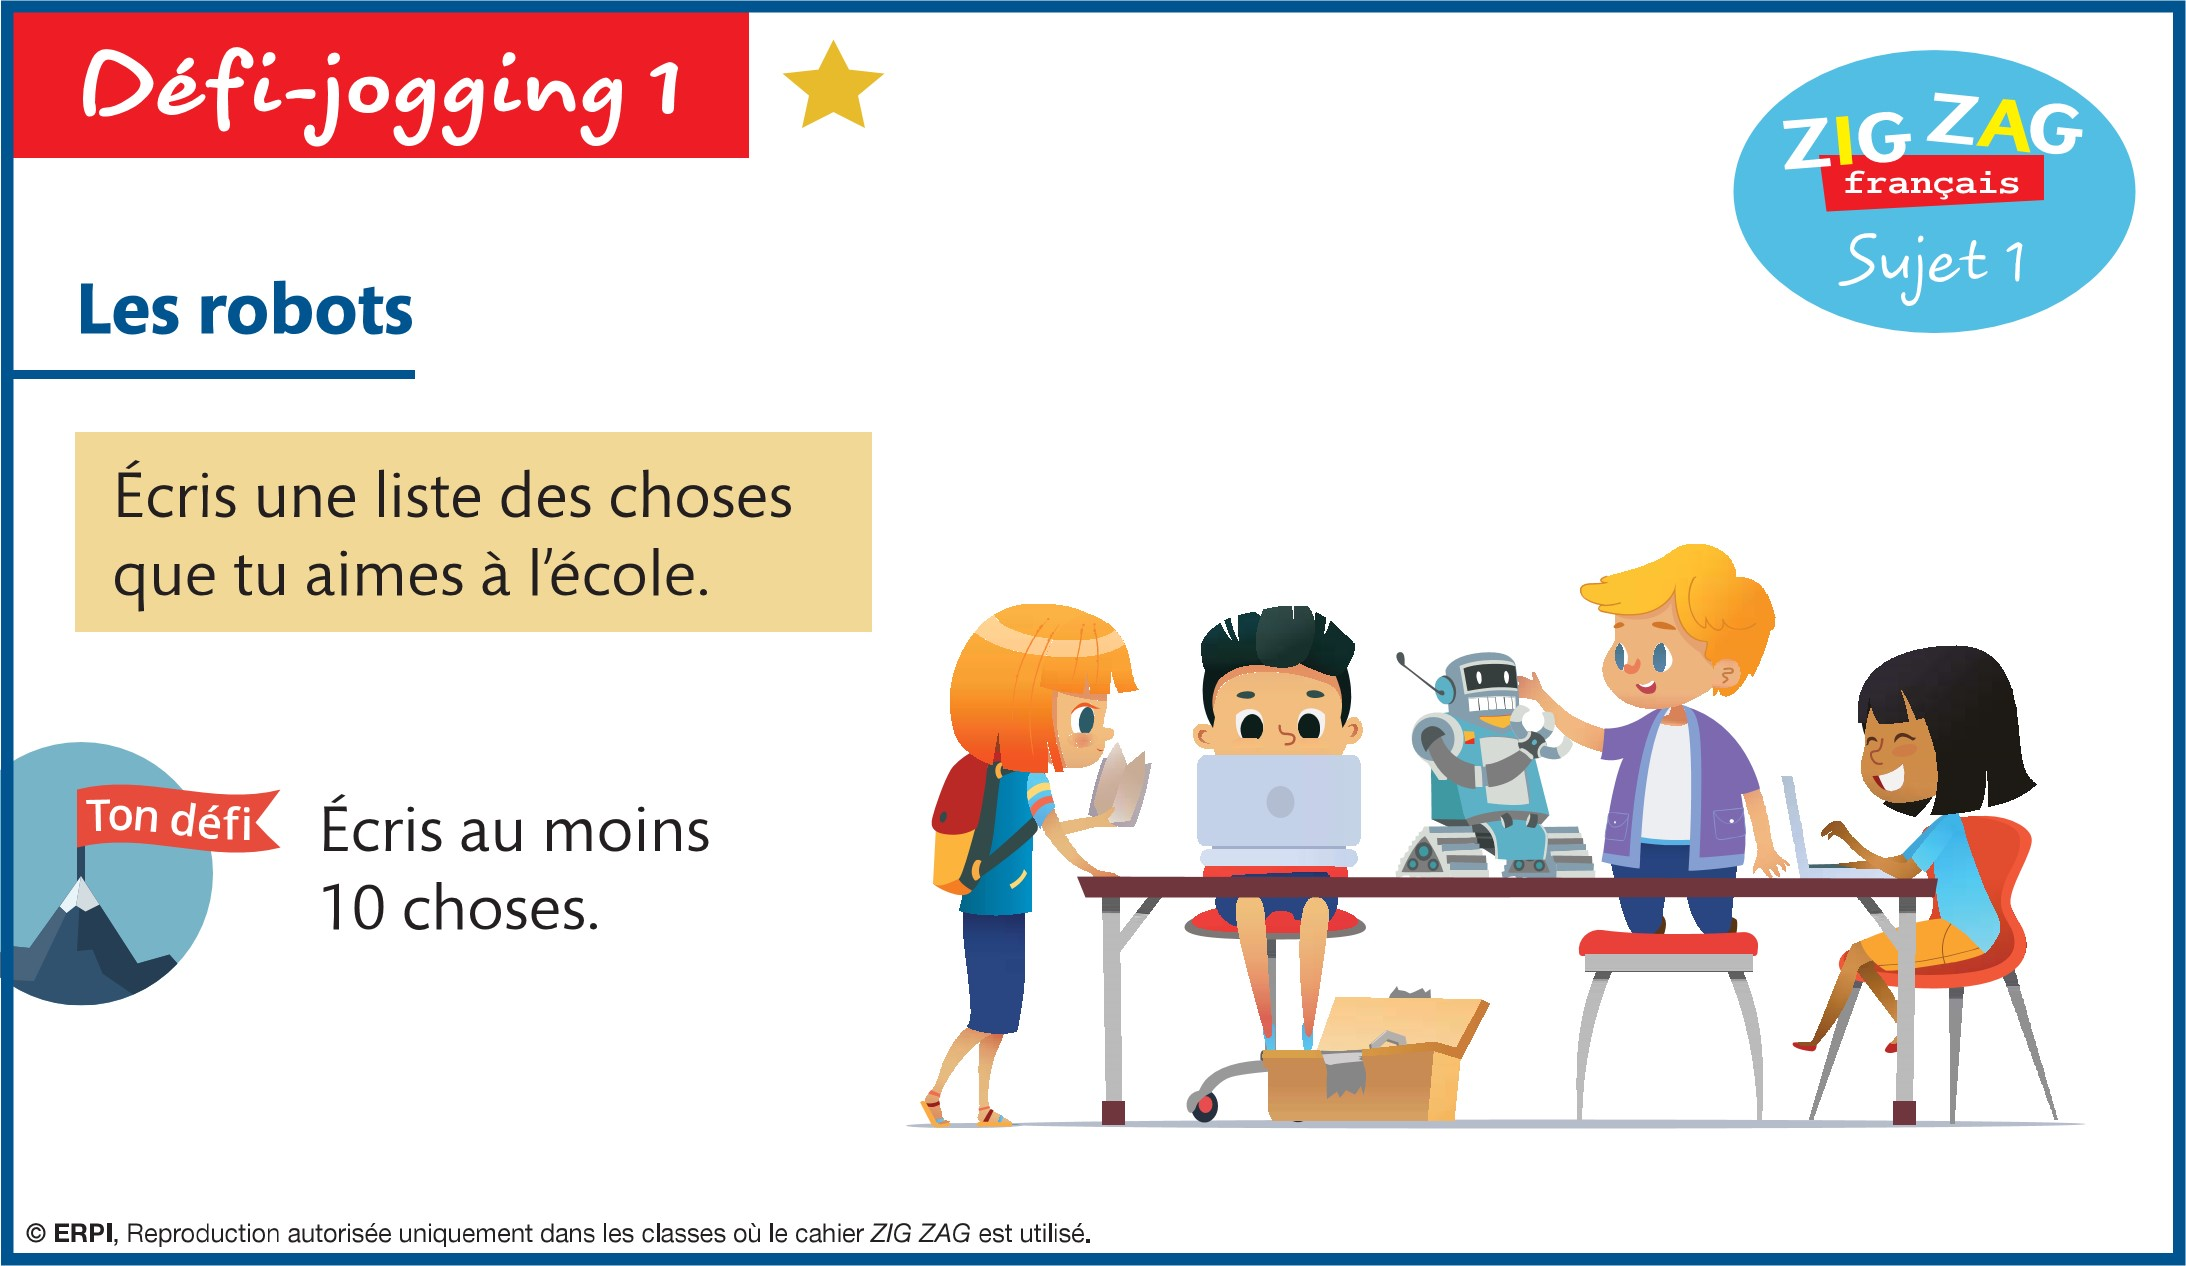 Défi-jogging 1
ZIG ZAG
français
Sujet 1
Les robots
Écris une liste des choses
que tu aimes à l'école.
Ton défi
Écris au moins
10 choses.
© ERPI, Reproduction autorisée uniquement dans les classes où le cahier ZIG ZAG est utilisé.